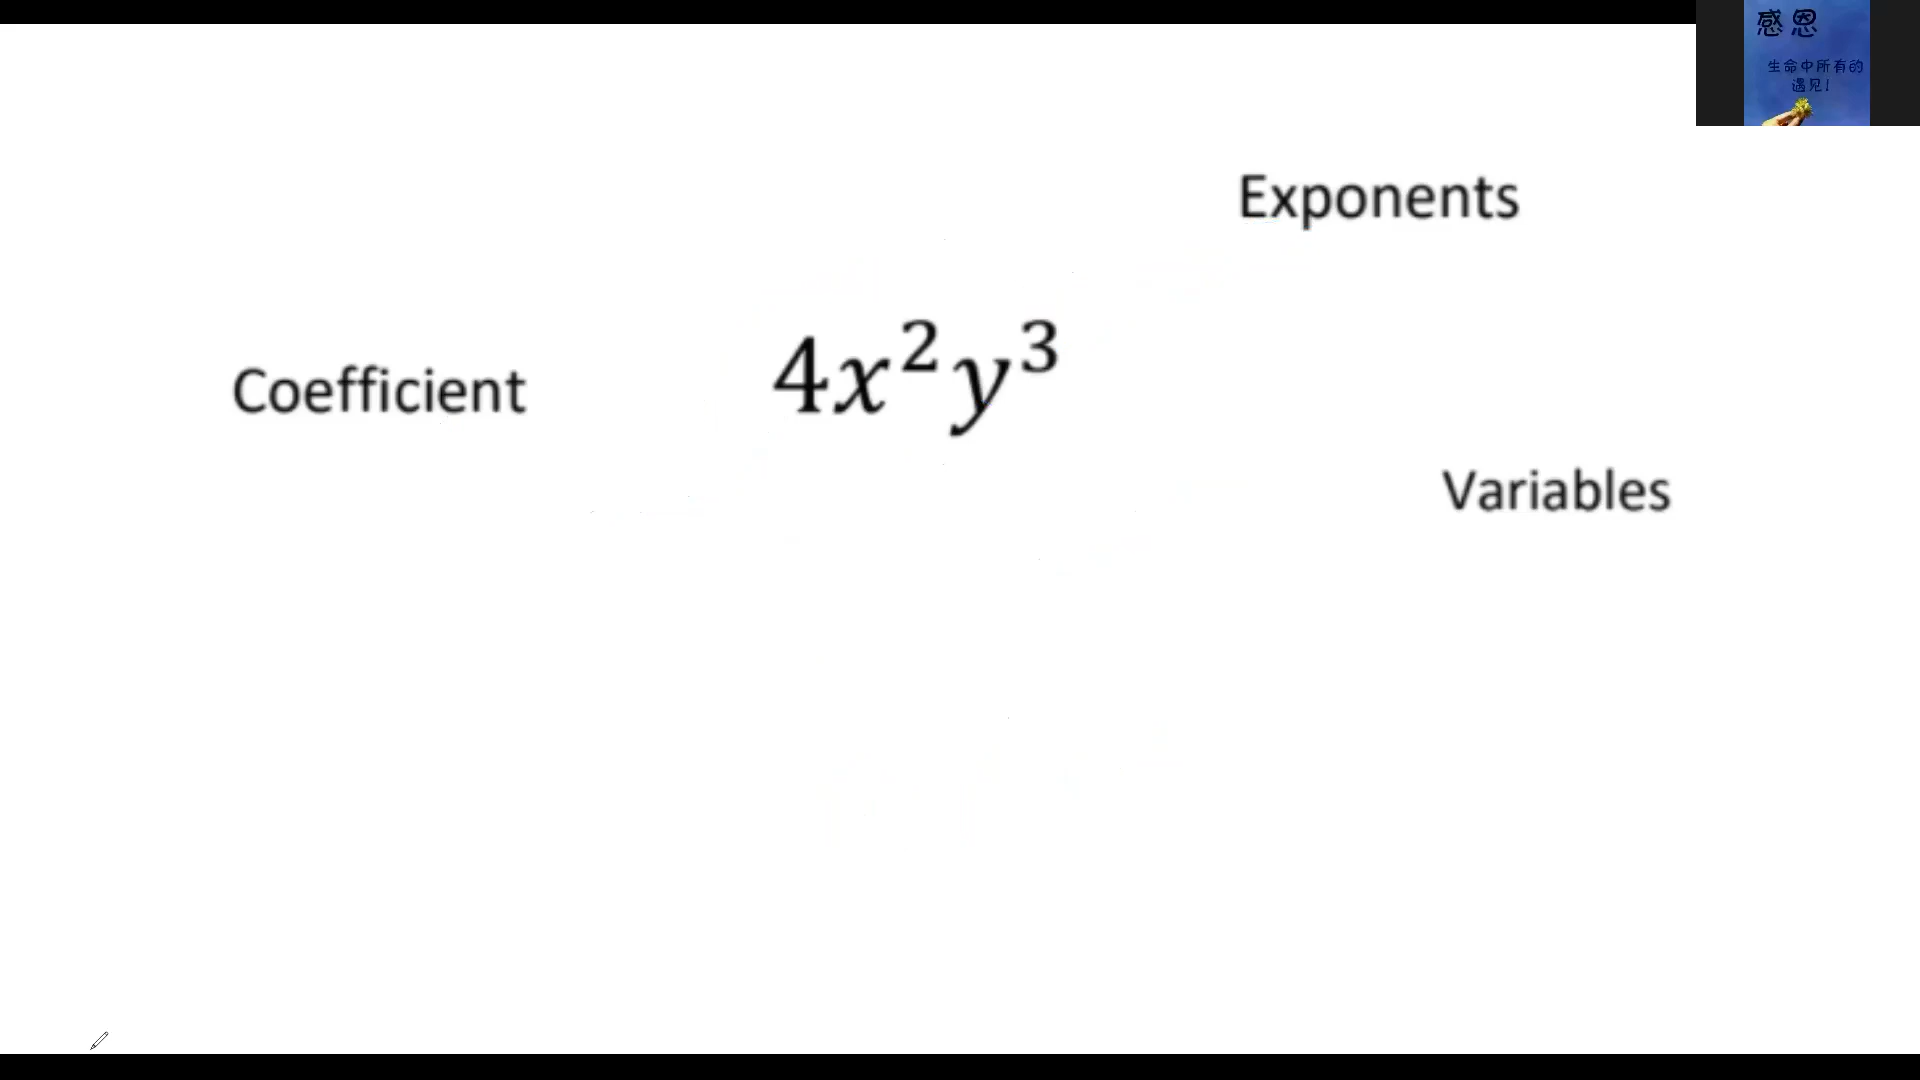 感恩
生命中所有的
遇见!
Exponents
4x²y³
Coefficient
Variables